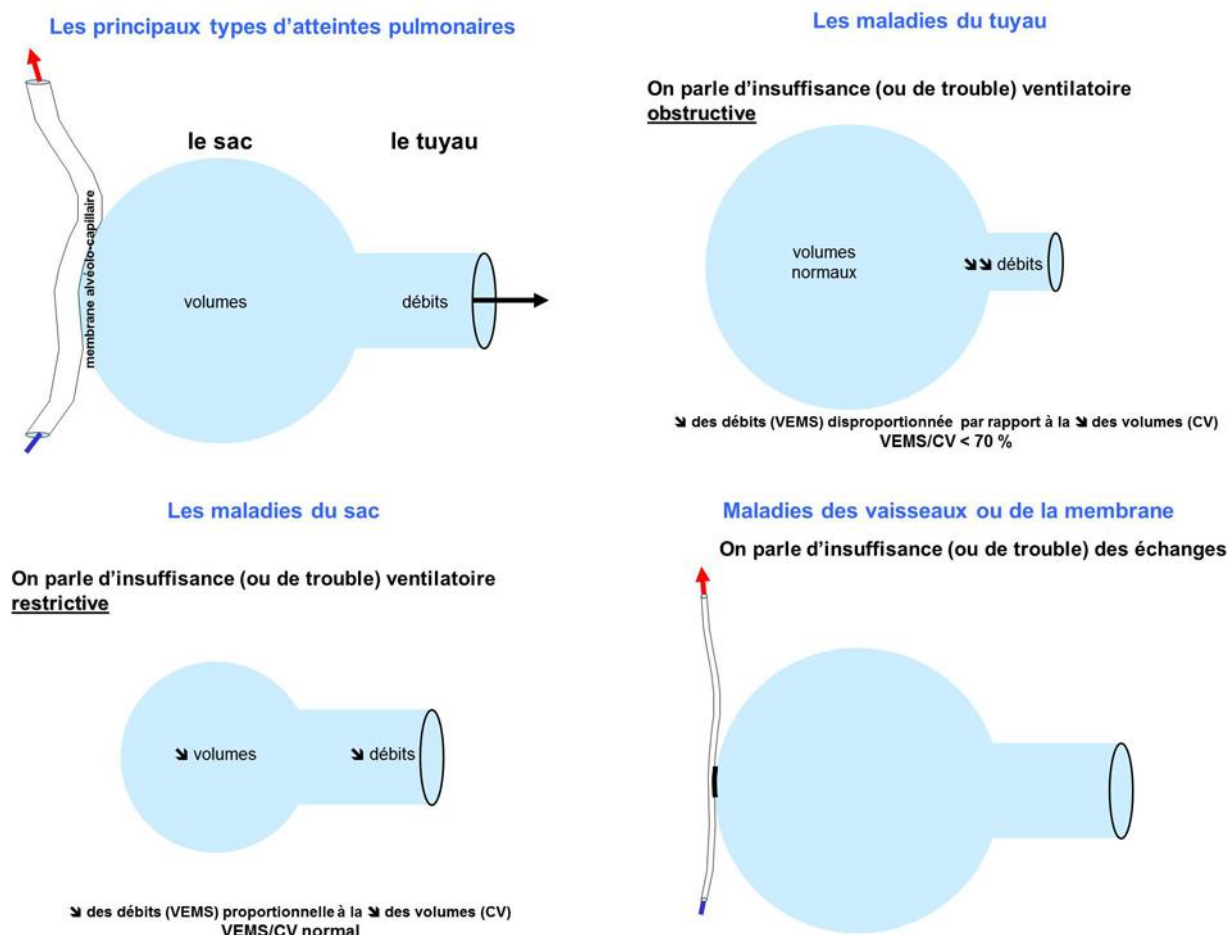 Les principaux types d'atteintes pulmonaires
le sac
le tuyau
membrane alvéolo-capillaire
volumes
débits
Les maladies du tuyau
On parle d'insuffisance (ou de trouble) ventilatoire
obstructive
volumes
normaux
➘➘ débits
➘ des débits (VEMS) disproportionnée par rapport à la ➘ des volumes (CV)
VEMS/CV < 70 %
Les maladies du sac
On parle d'insuffisance (ou de trouble) ventilatoire
restrictive
➘ volumes
➘ débits
➘ des débits (VEMS) proportionnelle à la ➘ des volumes (CV)
VEMS/CV normal
Maladies des vaisseaux ou de la membrane
On parle d'insuffisance (ou de trouble) des échanges